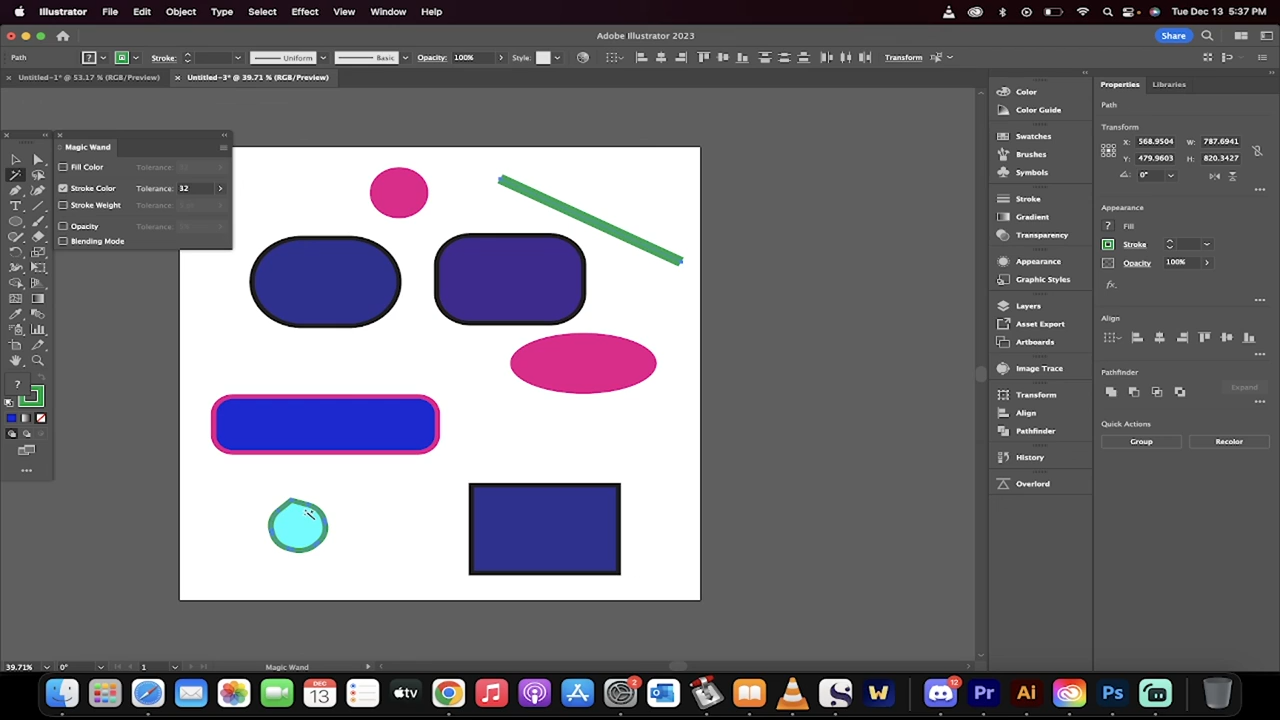 Illustrator File Edit Object Type Select Effect View Window Help Tue Dec 13 5:37 PM
Adobe Illustrator 2023 Share
Path ? Stroke: Uniform Basic Opacity: 100% Style: Transform
Untitled-1* @ 53.17 % (RGB/Preview) Untitled-3* @ 39.71 % (RGB/Preview)
Magic Wand
Fill Color Tolerance:
Stroke Color Tolerance: 32
Stroke Weight Tolerance:
Opacity Tolerance:
Blending Mode
?
Color
Color Guide
Swatches
Brushes
Symbols
Stroke
Gradient
Transparency
Appearance
Graphic Styles
Layers
Asset Export
Artboards
Image Trace
Transform
Align
Pathfinder
History
Overlord
Properties Libraries
Path
Transform
X: 568.9504 W: 787.6941
Y: 479.9603 H: 820.3427
0°
Appearance
? Fill
Stroke
Opacity 100%
fx.
Align
Pathfinder
Expand
Quick Actions
Group Recolor
39.71% 0° 1 Magic Wand
DEC
13 tv 2 W 12 Pr Ai Ps